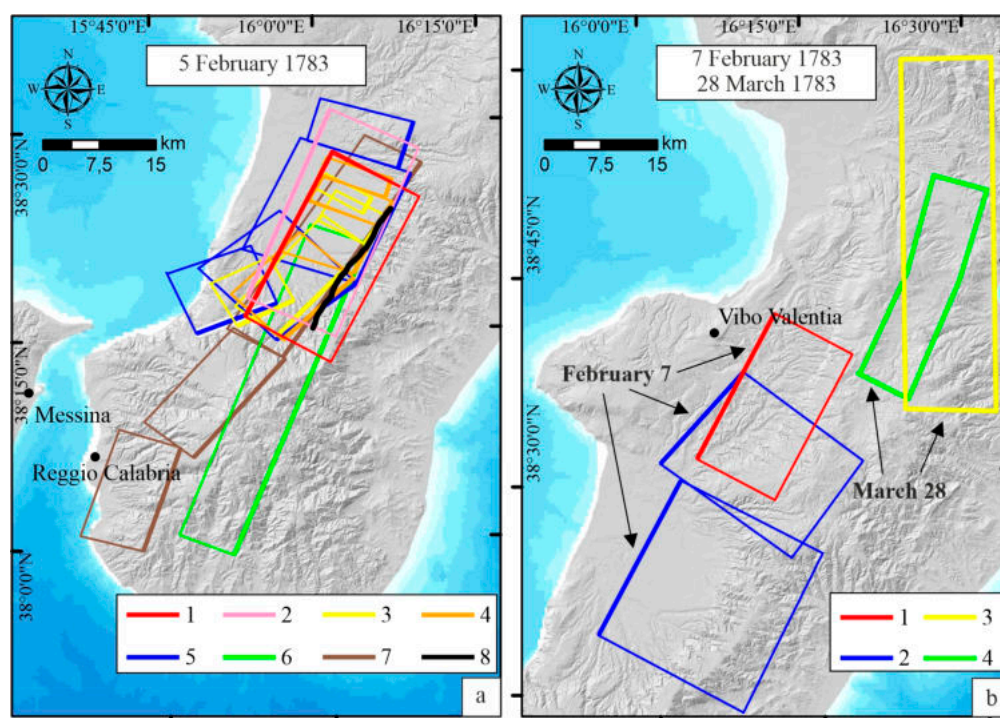 15°45'0"E
16°0'0"E
16°15'0"E
5 February 1783
N
W
E
S
km
0 7,5 15
38°30'0"N
38°15'0"N
38°0'0"N
Messina
Reggio Calabria
1 2 3 4
5 6 7 8
a
16°0'0"E
16°15'0"E
16°30'0"E
7 February 1783
28 March 1783
N
W
E
S
km
0 7,5 15
38°45'0"N
38°30'0"N
Vibo Valentia
February 7
March 28
1 3
2 4
b